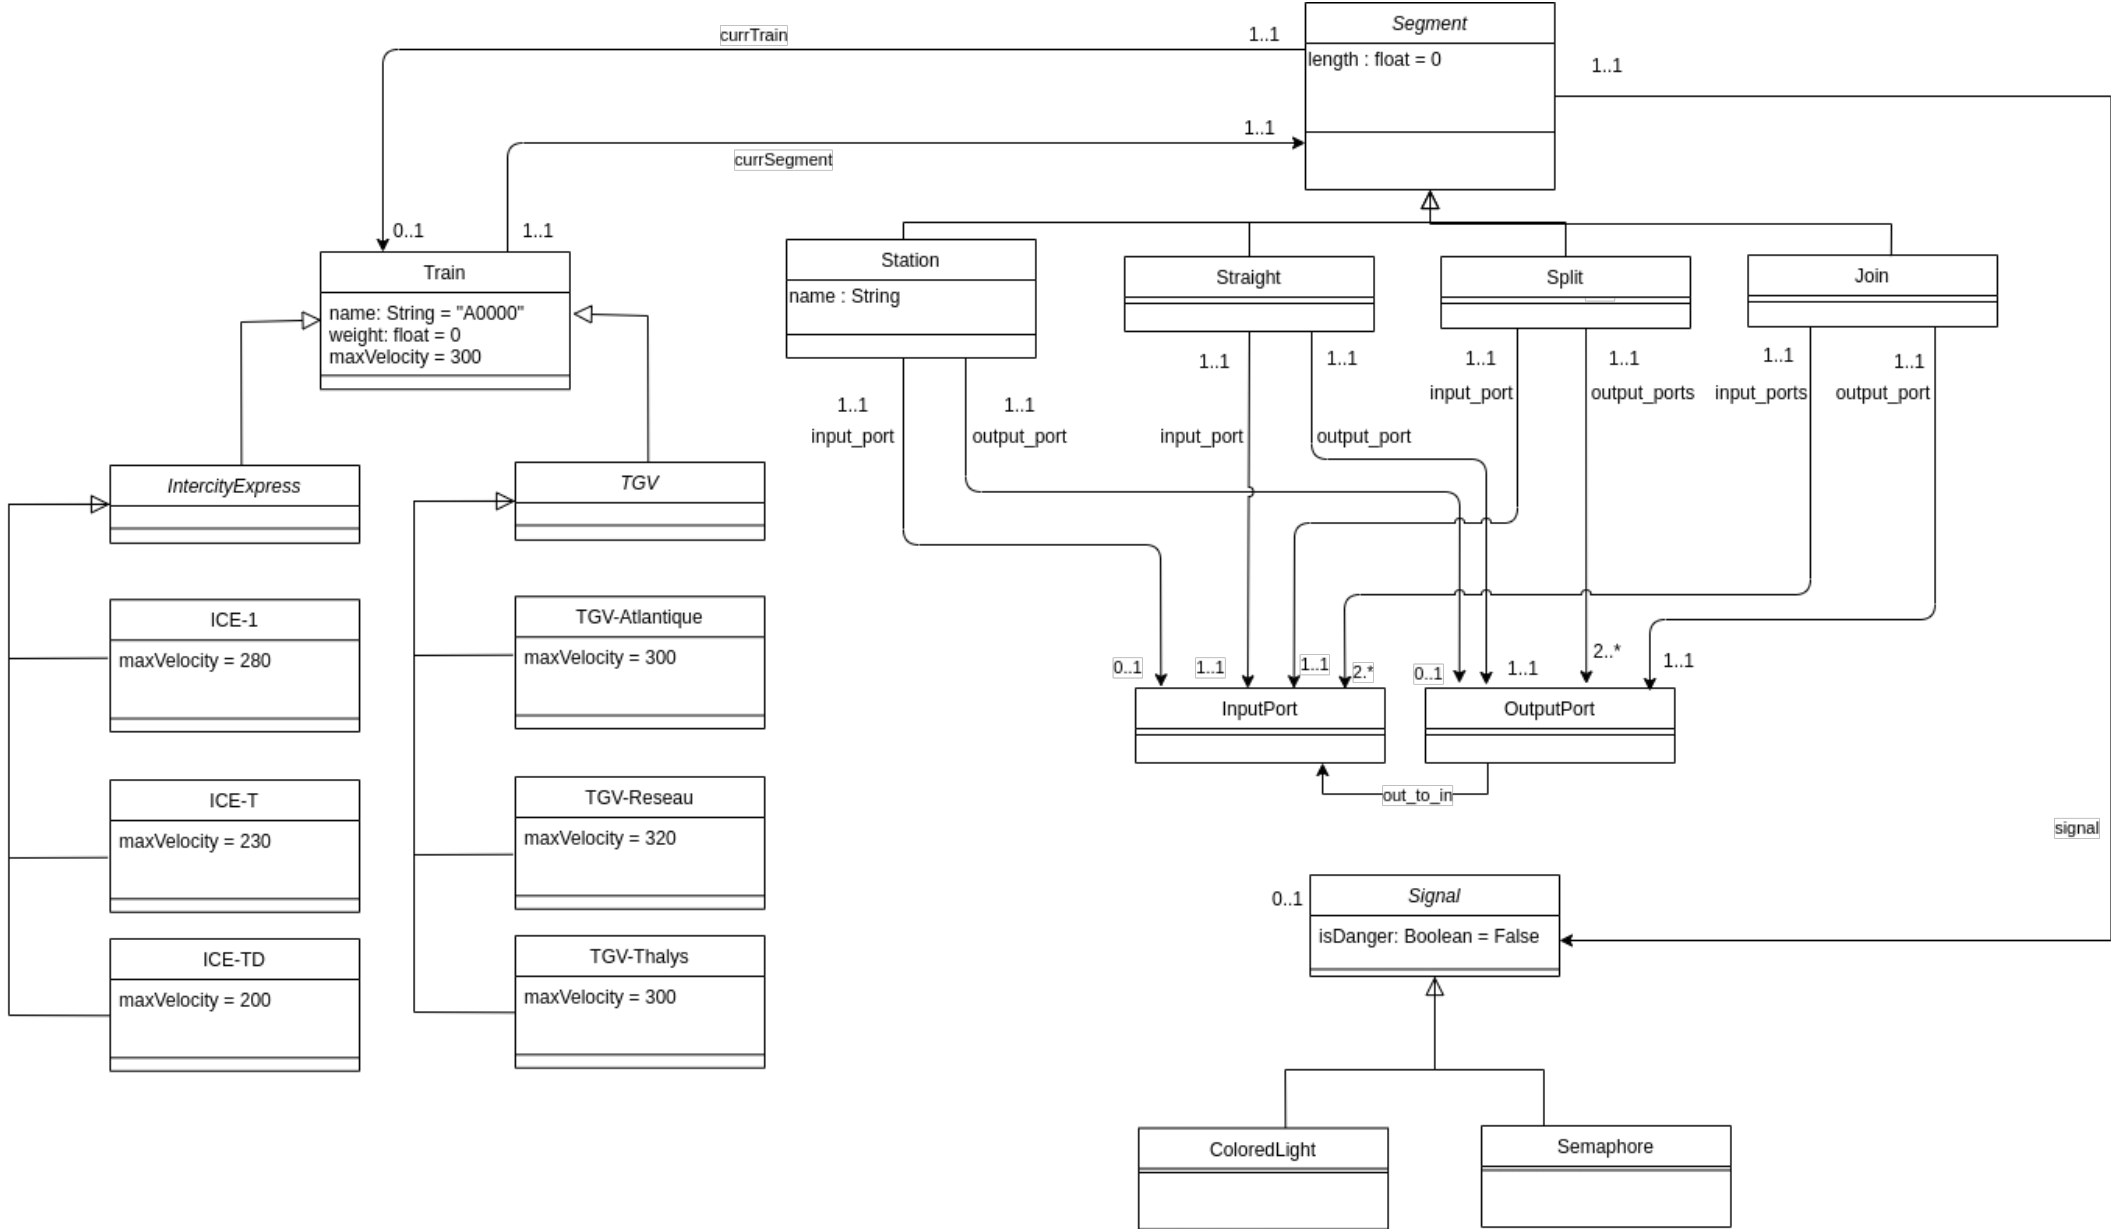 Segment
currTrain
1..1
length : float = 0
1..1
1..1
currSegment
0..1
1..1
Train
name: String = "A0000"
weight: float = 0
maxVelocity = 300
Station
name : String
Straight
Split
Join
1..1
1..1
1..1
1..1
1..1
1..1
input_port
output_ports
input_ports
output_port
1..1
1..1
input_port
output_port
input_port
output_port
IntercityExpress
TGV
ICE-1
maxVelocity = 280
TGV-Atlantique
maxVelocity = 300
0..1
1..1
1..1
2.*
0..1
1..1
2..*
1..1
InputPort
OutputPort
out_to_in
ICE-T
maxVelocity = 230
TGV-Reseau
maxVelocity = 320
signal
0..1
Signal
isDanger: Boolean = False
ICE-TD
maxVelocity = 200
TGV-Thalys
maxVelocity = 300
ColoredLight
Semaphore